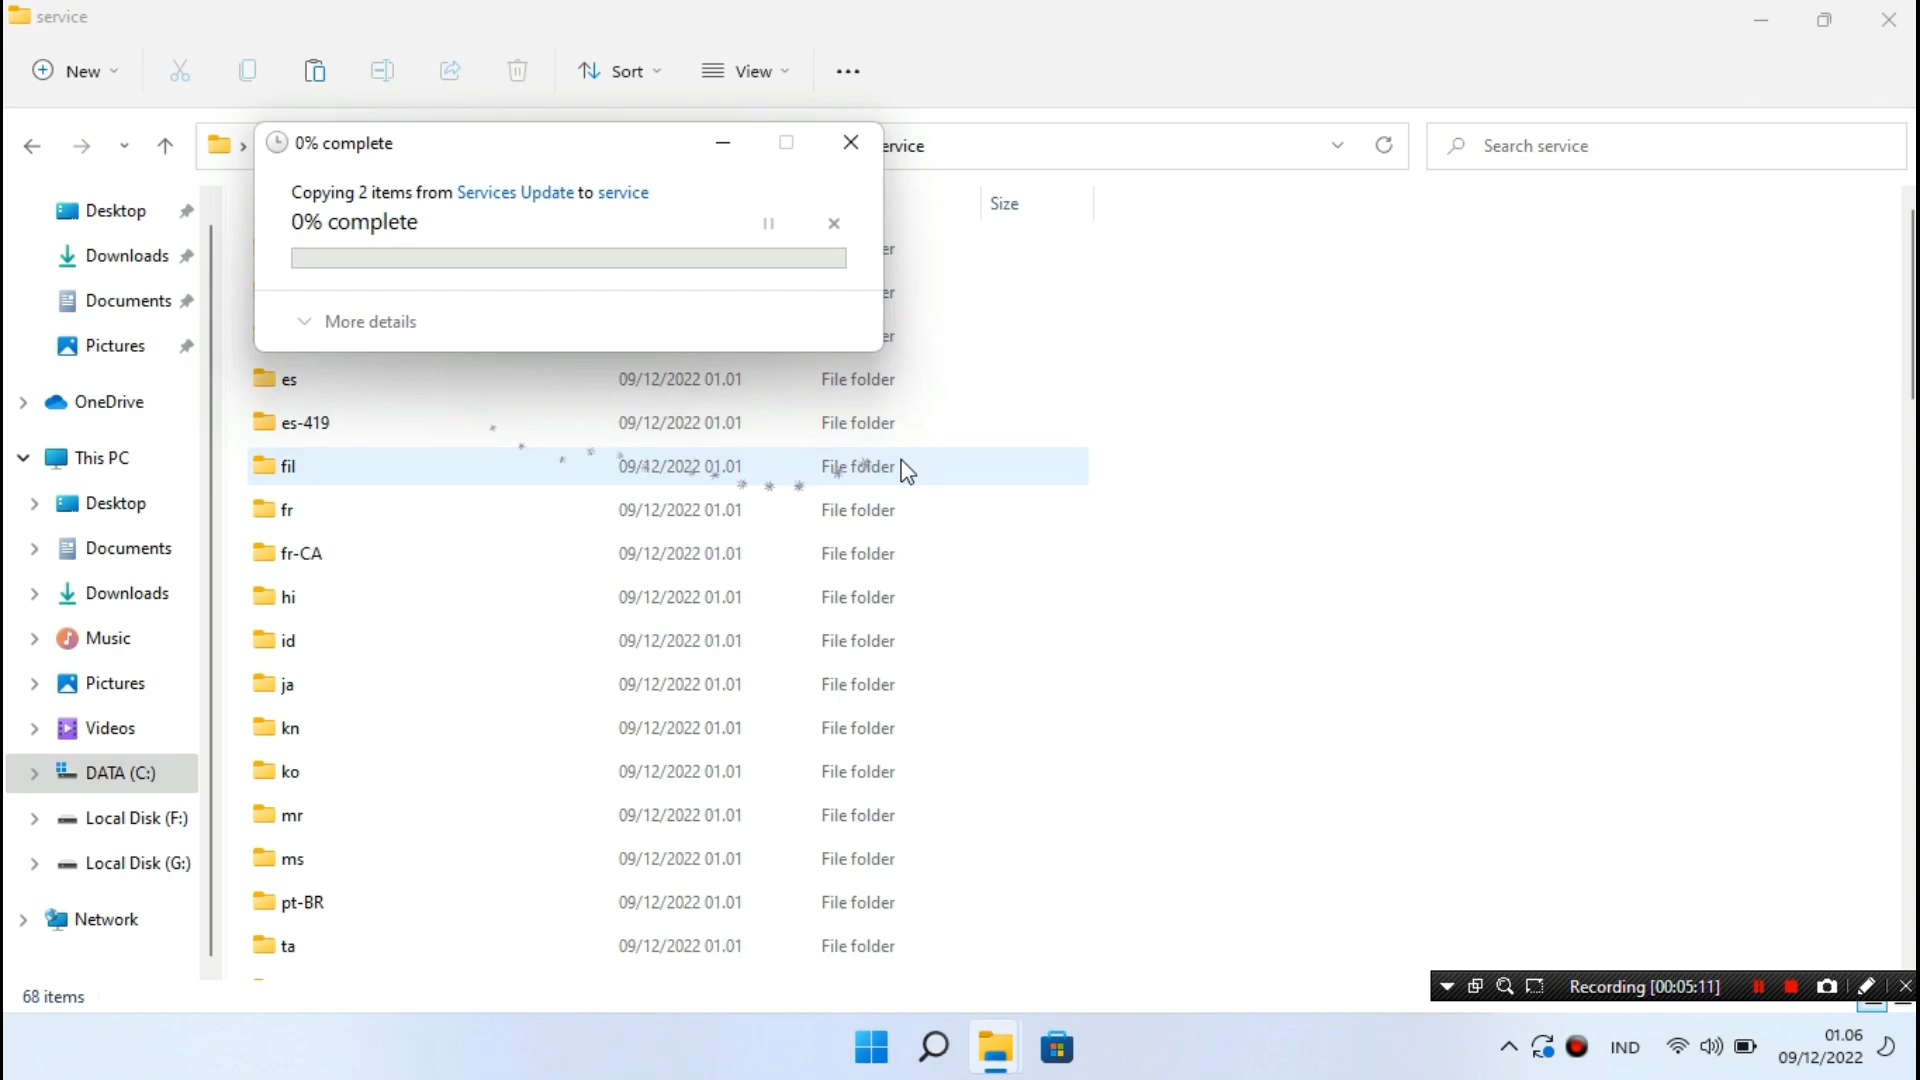 service
New
Sort
View
0% complete
ervice
Search service
Copying 2 items from Services Update to service
0% complete
More details
Size
er
er
er
Desktop
Downloads
Documents
Pictures
OneDrive
This PC
Desktop
Documents
Downloads
Music
Pictures
Videos
DATA (C:)
Local Disk (F:)
Local Disk (G:)
Network
es 09/12/2022 01.01 File folder
es-419 09/12/2022 01.01 File folder
fil 09/12/2022 01.01 File folder
fr 09/12/2022 01.01 File folder
fr-CA 09/12/2022 01.01 File folder
hi 09/12/2022 01.01 File folder
id 09/12/2022 01.01 File folder
ja 09/12/2022 01.01 File folder
kn 09/12/2022 01.01 File folder
ko 09/12/2022 01.01 File folder
mr 09/12/2022 01.01 File folder
ms 09/12/2022 01.01 File folder
pt-BR 09/12/2022 01.01 File folder
ta 09/12/2022 01.01 File folder
68 items
Recording [00:05:11]
IND
01.06
09/12/2022